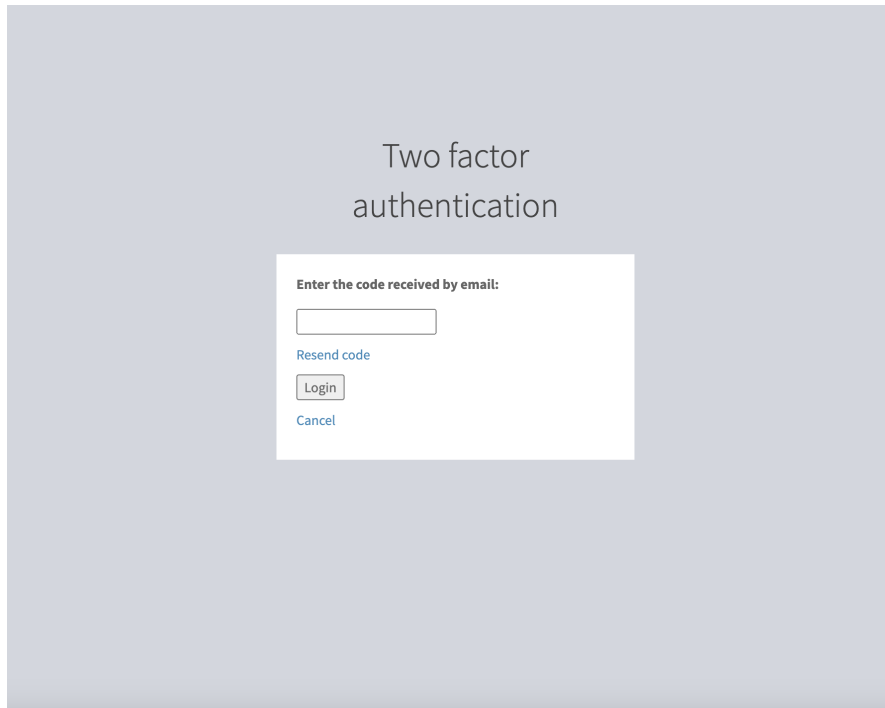 Two factor
authentication
Enter the code received by email:
Resend code
Login
Cancel